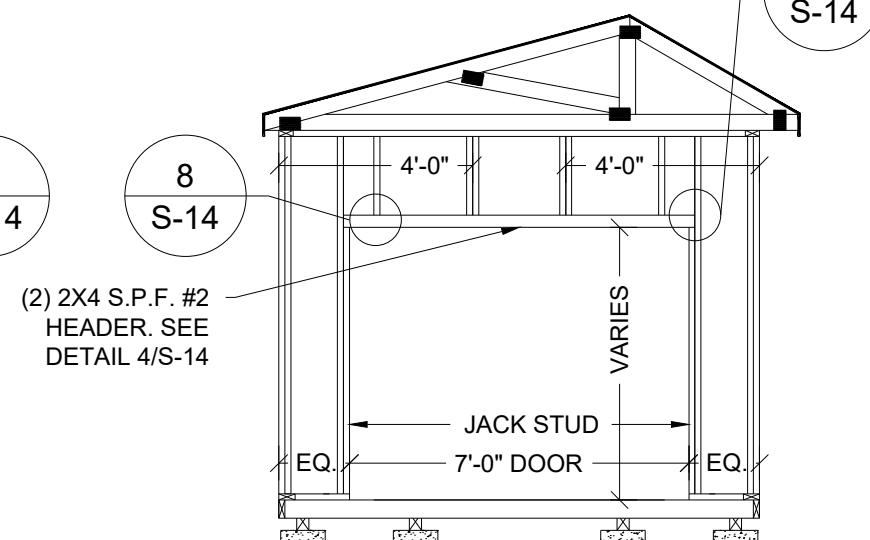 S-14
4'-0"
4'-0"
8
S-14
4
(2) 2X4 S.P.F. #2
HEADER. SEE
DETAIL 4/S-14
VARIES
JACK STUD
EQ.
7'-0" DOOR
EQ.